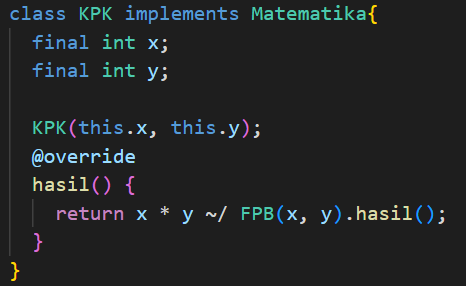 class KPK implements Matematika{
  final int x;
  final int y;

  KPK(this.x, this.y);
  @override
  hasil() {
    return x * y ~/ FPB(x, y).hasil();
  }
}